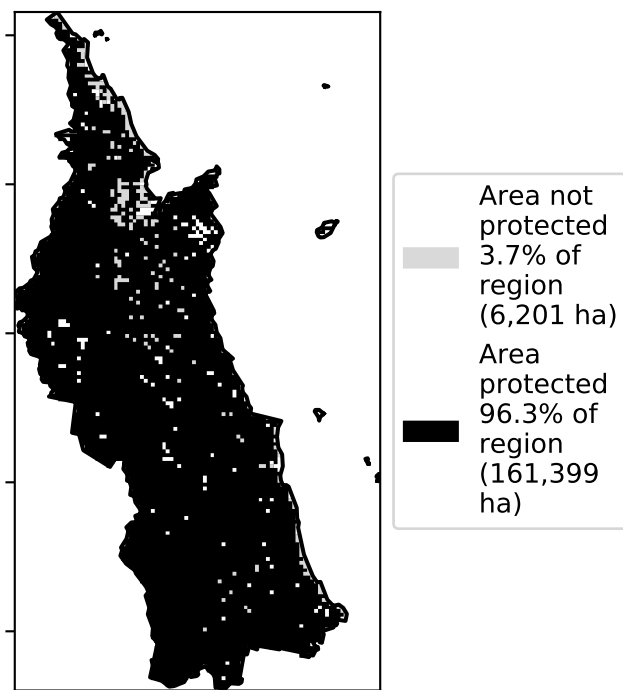 Area not
protected
3.7% of
region
(6,201 ha)
Area
protected
96.3% of
region
(161,399
ha)